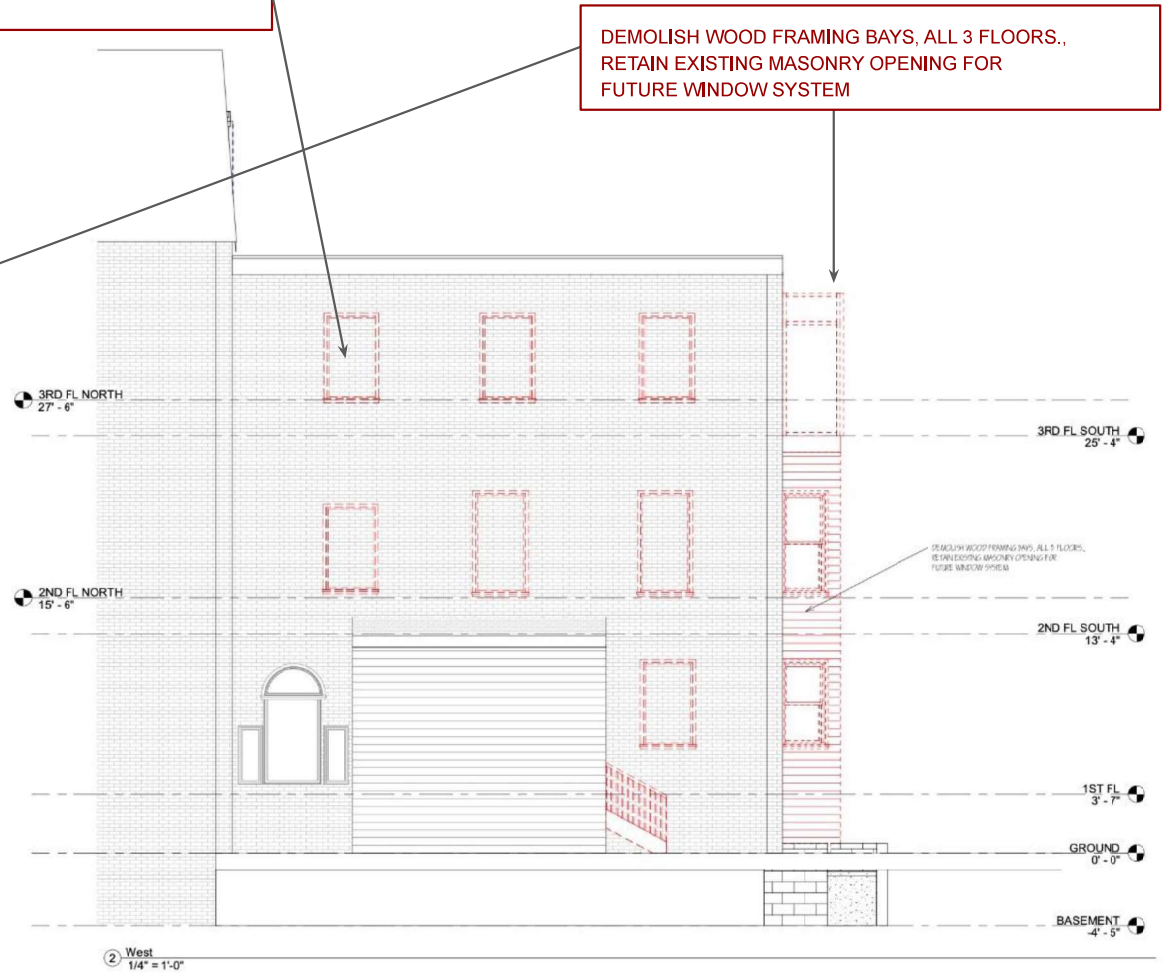 DEMOLISH WOOD FRAMING BAYS, ALL 3 FLOORS.,
RETAIN EXISTING MASONRY OPENING FOR
FUTURE WINDOW SYSTEM
3RD FL NORTH
27' - 6"
3RD FL SOUTH
25' - 4"
DEMOLISH WOOD FRAMING BAYS, ALL 3 FLOORS.,
RETAIN EXISTING MASONRY OPENING FOR
FUTURE WINDOW SYSTEM
2ND FL NORTH
15' - 6"
2ND FL SOUTH
13' - 4"
1ST FL
3' - 7"
GROUND
0' - 0"
BASEMENT
-4' - 5"
2 West
1/4" = 1'-0"